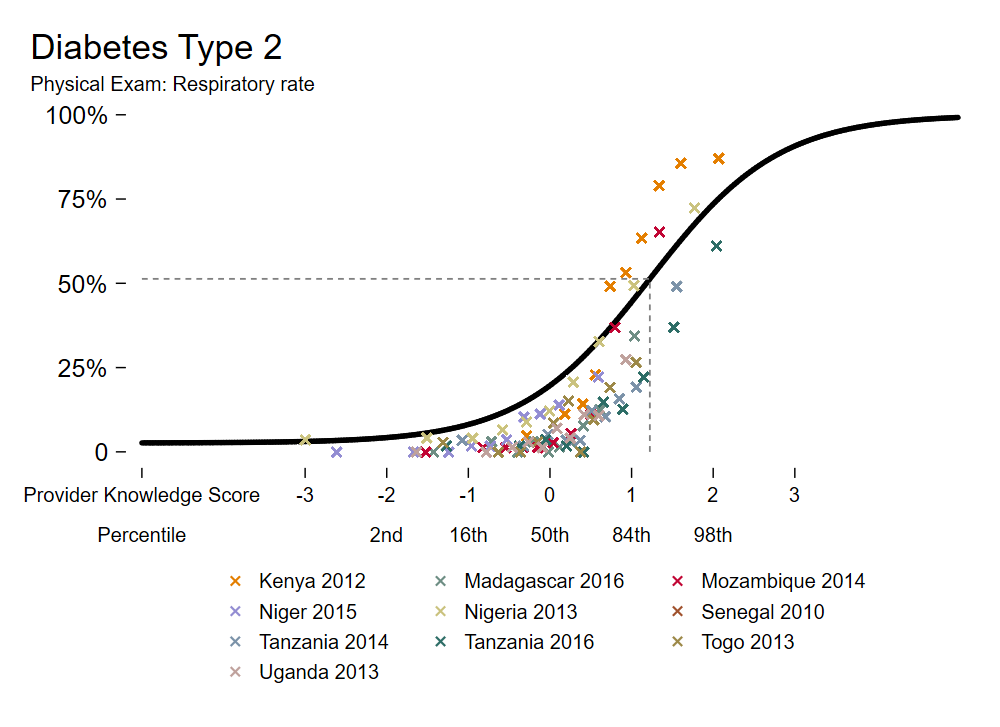 Diabetes Type 2
Physical Exam: Respiratory rate
100%
75%
50%
25%
0
Provider Knowledge Score -3 -2 -1 0 1 2 3
Percentile 2nd 16th 50th 84th 98th
Kenya 2012 Madagascar 2016 Mozambique 2014
Niger 2015 Nigeria 2013 Senegal 2010
Tanzania 2014 Tanzania 2016 Togo 2013
Uganda 2013